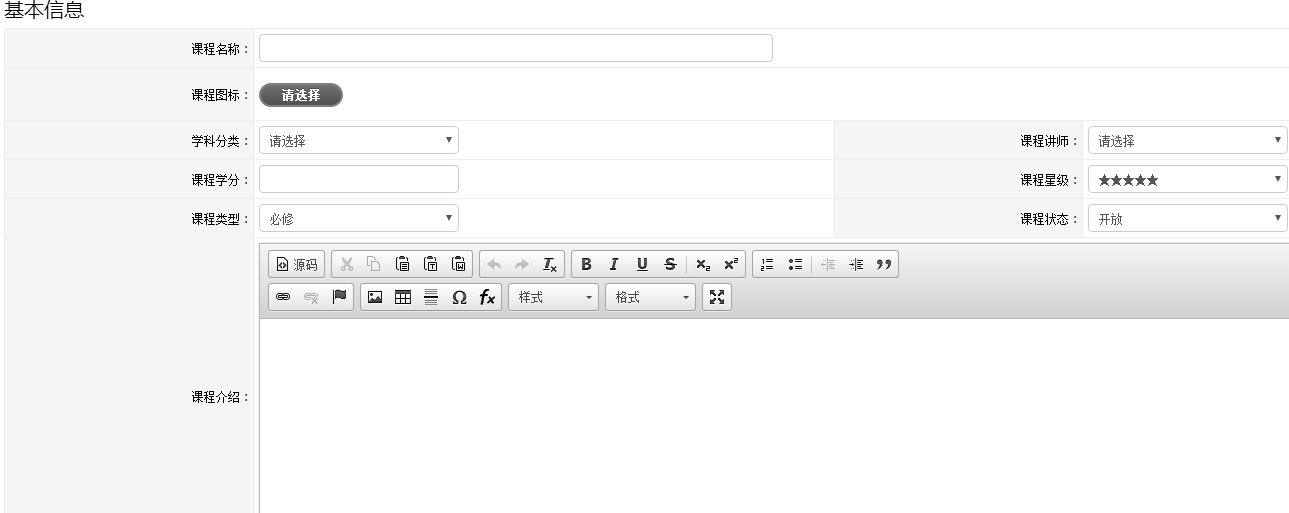 基本信息
课程名称：
课程图标： 请选择
学科分类： 请选择 课程讲师： 请选择
课程学分： 课程星级： ★★★★★
课程类型： 必修 课程状态： 开放
源码
B I U S x₂ x²
Ω fx 样式 格式
课程介绍：